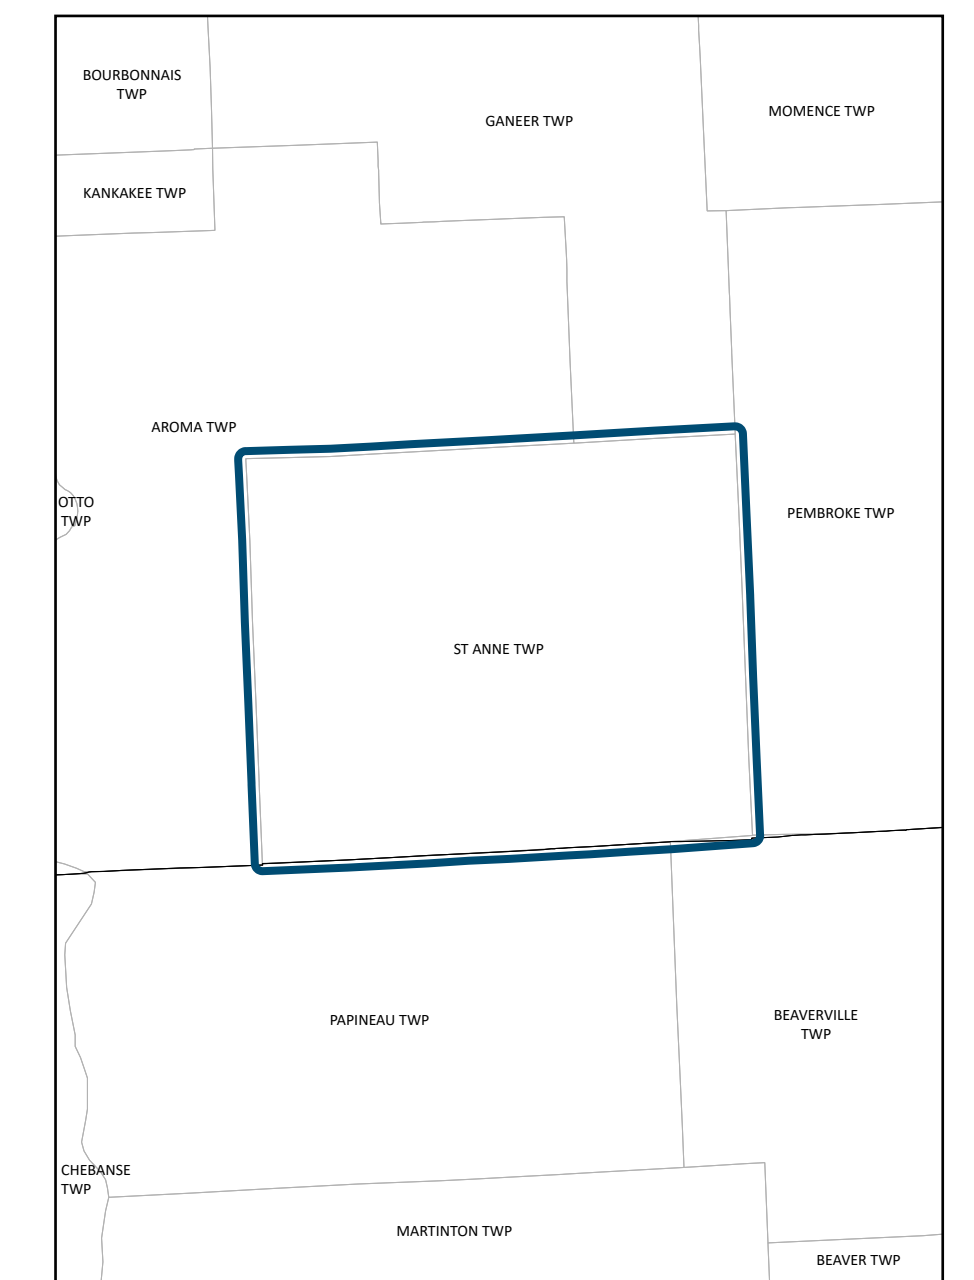 BOURBONNAIS
TWP
MOMENCE TWP
GANEER TWP
KANKAKEE TWP
AROMA TWP
OTTO
TWP
PEMBROKE TWP
ST ANNE TWP
PAPINEAU TWP
BEAVERVILLE
TWP
CHEBANSE
TWP
MARTINTON TWP
BEAVER TWP